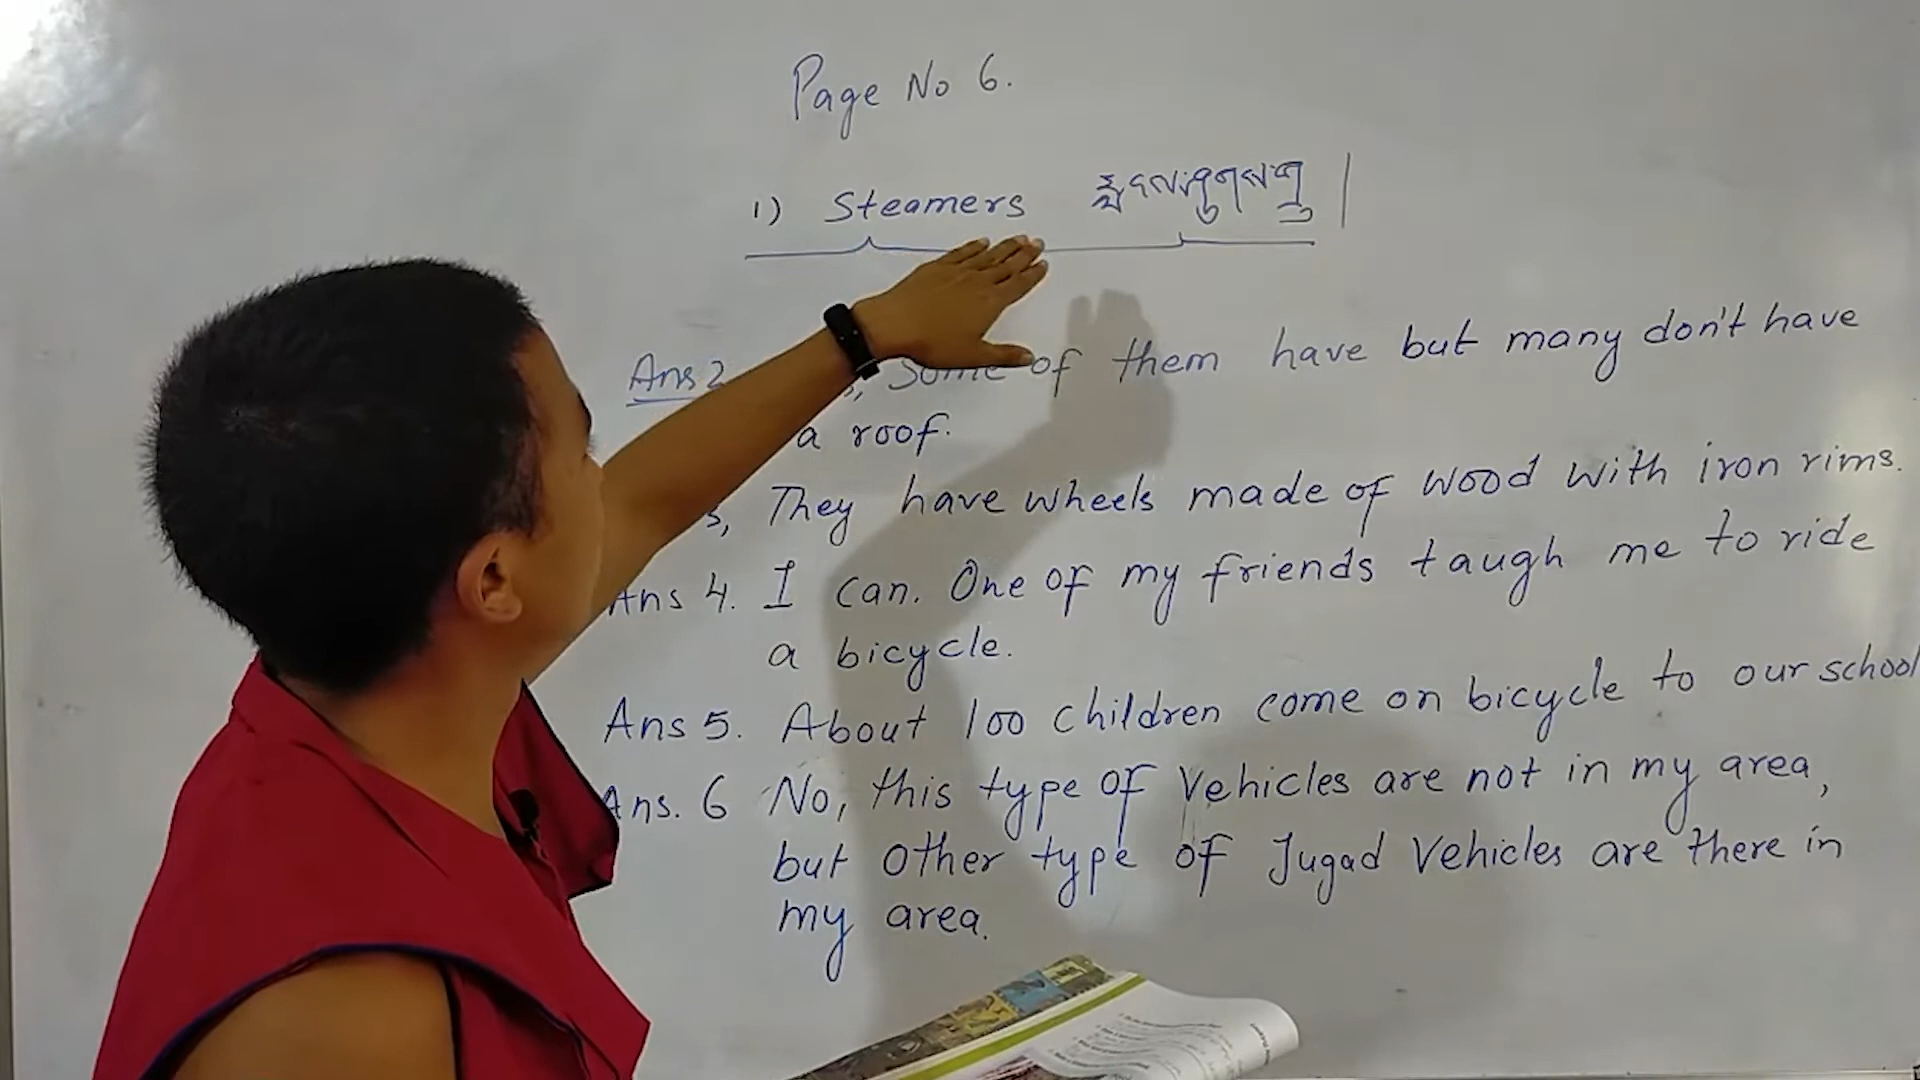 Page No 6.
1) Steamers
Ans 2 Some of them have but many don't have
a roof.
They have wheels made of wood with iron rims.
Ans 4. I can. One of my friends taugh me to ride
a bicycle.
Ans 5. About 100 children come on bicycle to our school
Ans. 6 No, this type of Vehicles are not in my area,
but other type of Jugad Vehicles are there in
my area.